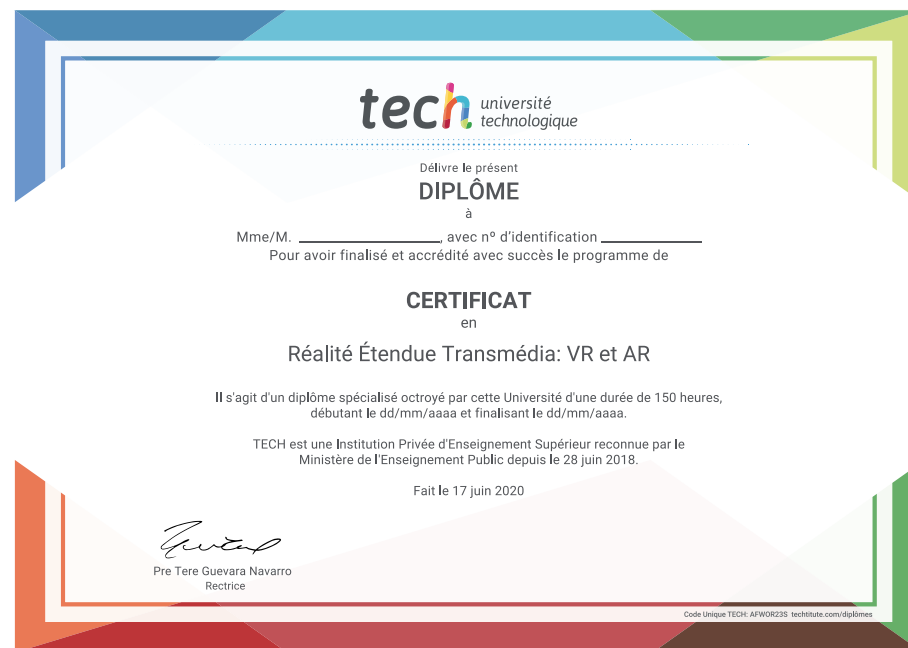 tech université
technologique
Délivre le présent
DIPLÔME
à
Mme/M. ____________________, avec nº d'identification ______________
Pour avoir finalisé et accrédité avec succès le programme de
CERTIFICAT
en
Réalité Étendue Transmédia: VR et AR
Il s'agit d'un diplôme spécialisé octroyé par cette Université d'une durée de 150 heures,
débutant le dd/mm/aaaa et finalisant le dd/mm/aaaa.
TECH est une Institution Privée d'Enseignement Supérieur reconnue par le
Ministère de l'Enseignement Public depuis le 28 juin 2018.
Fait le 17 juin 2020
Pre Tere Guevara Navarro
Rectrice
Code Unique TECH: AFWOR23S techtitute.com/diplômes